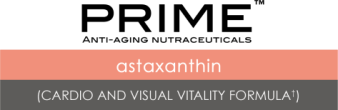 PRIME™
ANTI-AGING NUTRACEUTICALS
astaxanthin
(CARDIO AND VISUAL VITALITY FORMULA†)